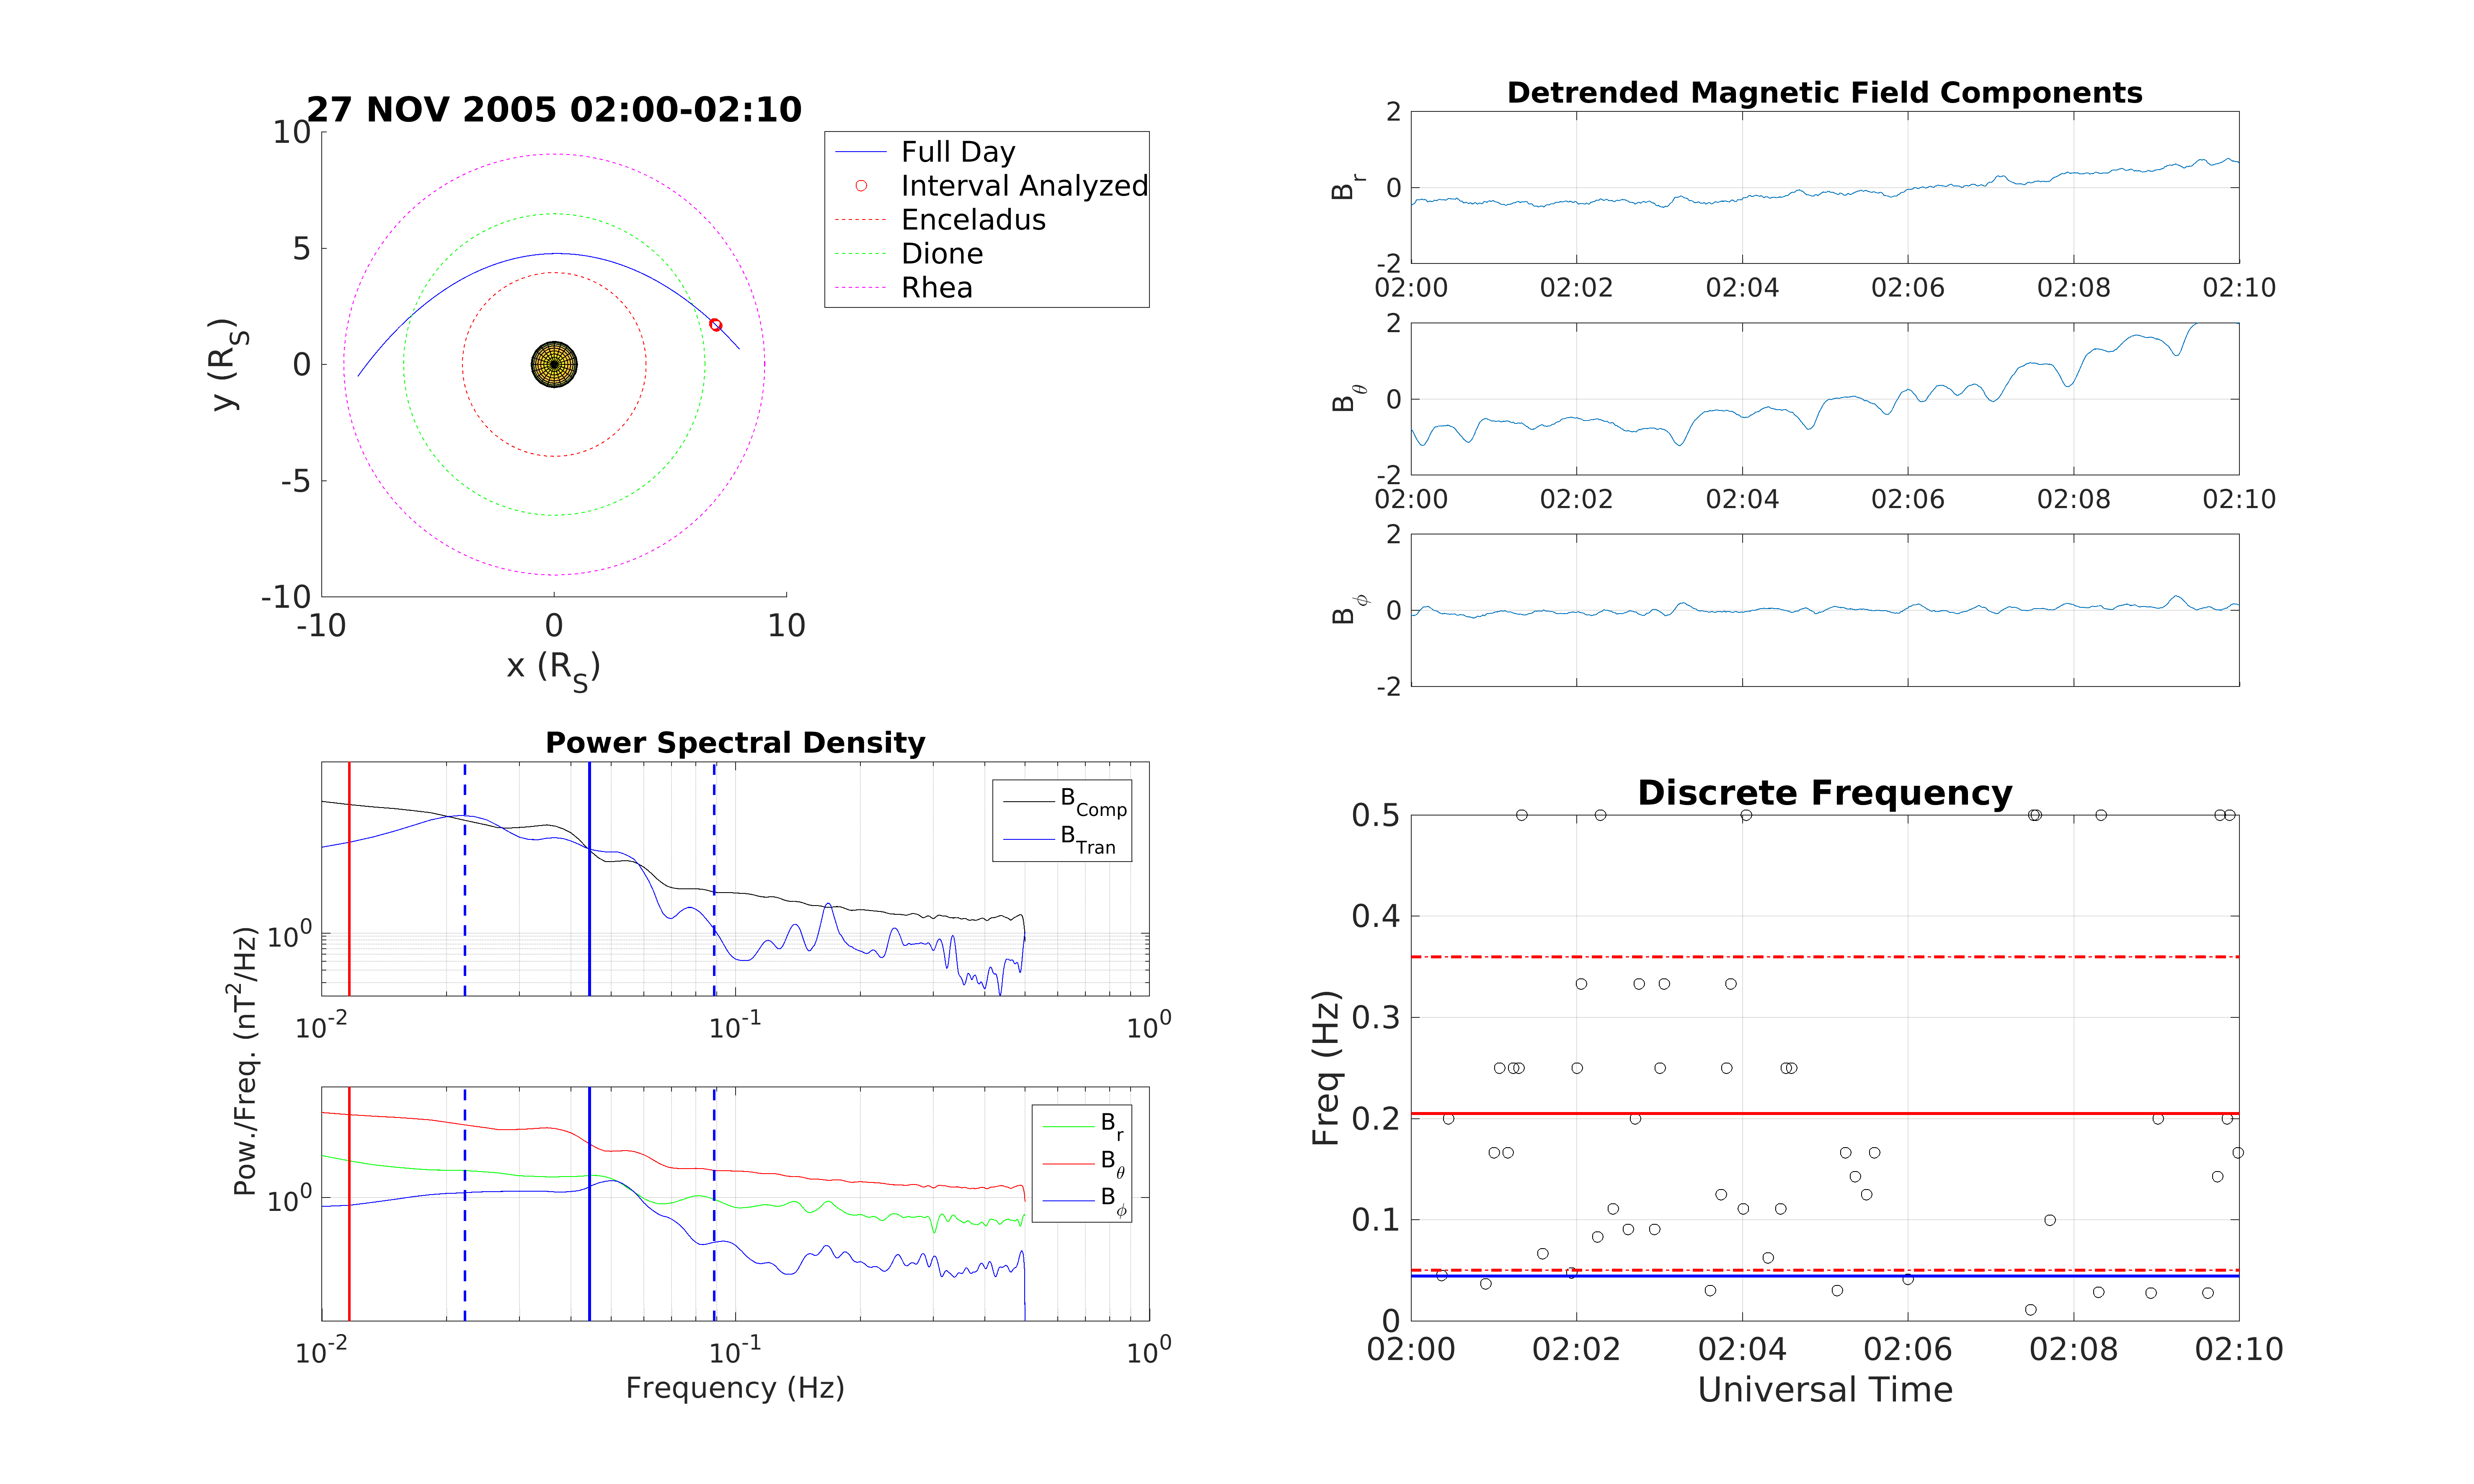 27 NOV 2005 02:00-02:10
10
5
0
-5
-10
-10 0 10
y (R_S)
x (R_S)
Full Day
Interval Analyzed
Enceladus
Dione
Rhea
Detrended Magnetic Field Components
2
0
-2
B_r
02:00 02:02 02:04 02:06 02:08 02:10
2
0
-2
B_θ
02:00 02:02 02:04 02:06 02:08 02:10
2
0
-2
B_ϕ
Power Spectral Density
B_Comp
B_Tran
10^0
10^-2 10^-1 10^0
Pow./Freq. (nT^2/Hz)
B_r
B_θ
B_ϕ
10^0
10^-2 10^-1 10^0
Frequency (Hz)
Discrete Frequency
0.5
0.4
0.3
0.2
0.1
0
Freq (Hz)
02:00 02:02 02:04 02:06 02:08 02:10
Universal Time